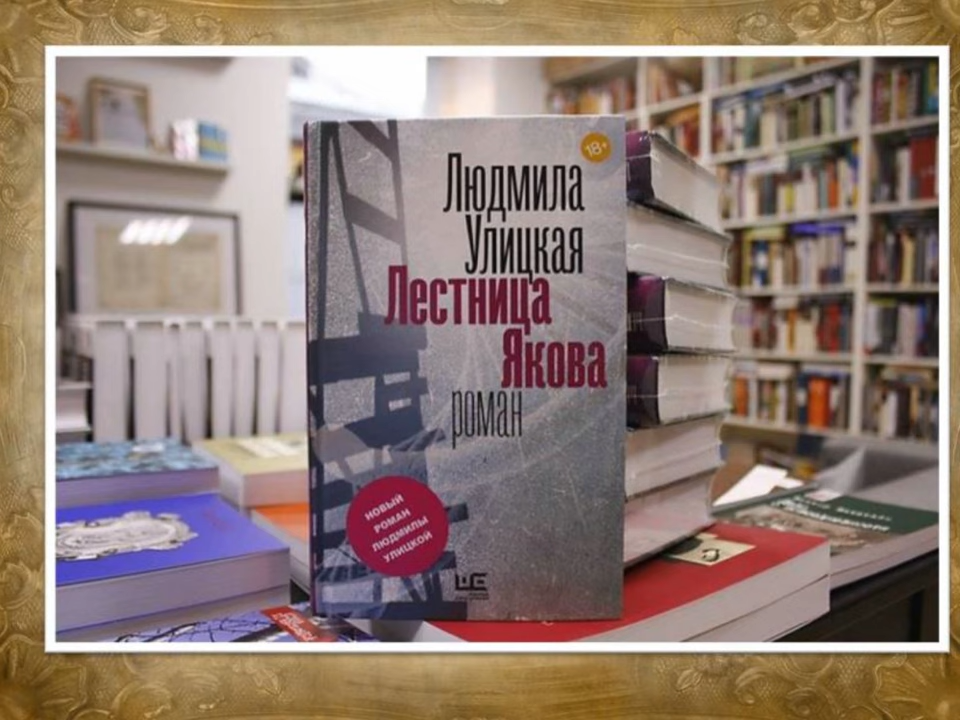 18+
Людмила
Улицкая
Лестница
Якова
роман
НОВЫЙ
РОМАН
ЛЮДМИЛЫ
УЛИЦКОЙ